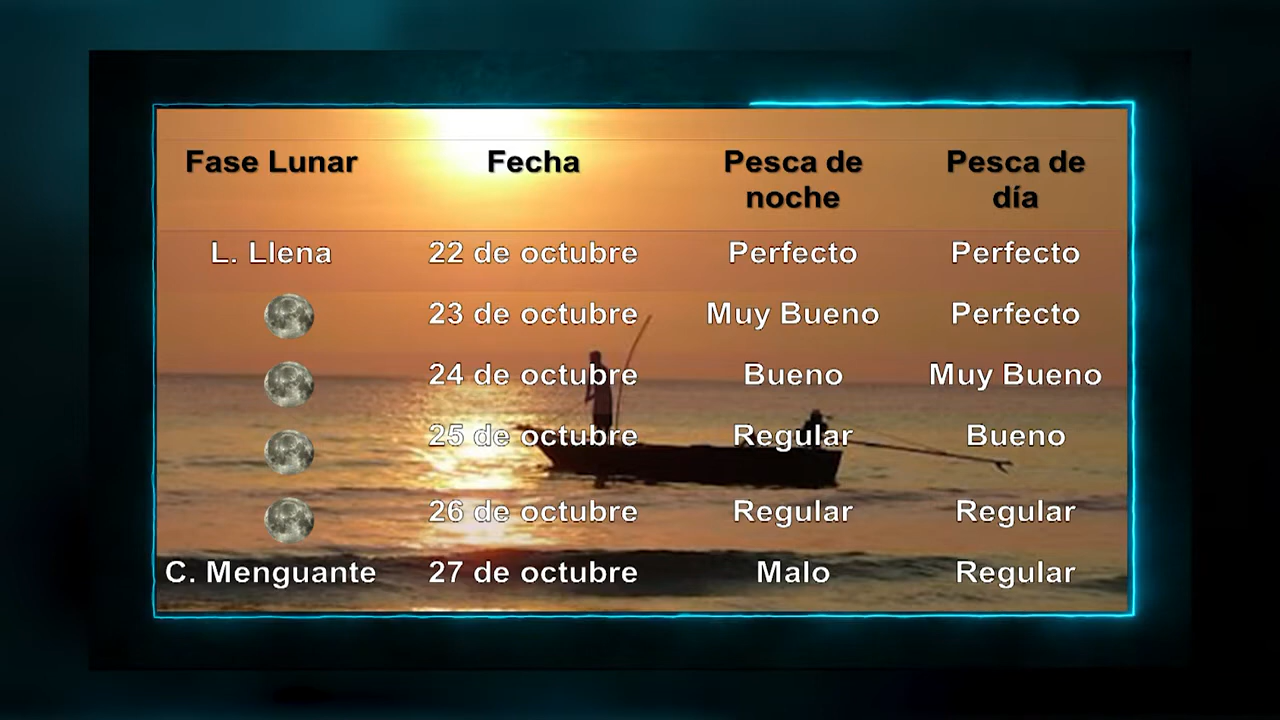 Fase Lunar Fecha Pesca de noche Pesca de día
L. Llena 22 de octubre Perfecto Perfecto
23 de octubre Muy Bueno Perfecto
24 de octubre Bueno Muy Bueno
25 de octubre Regular Bueno
26 de octubre Regular Regular
C. Menguante 27 de octubre Malo Regular